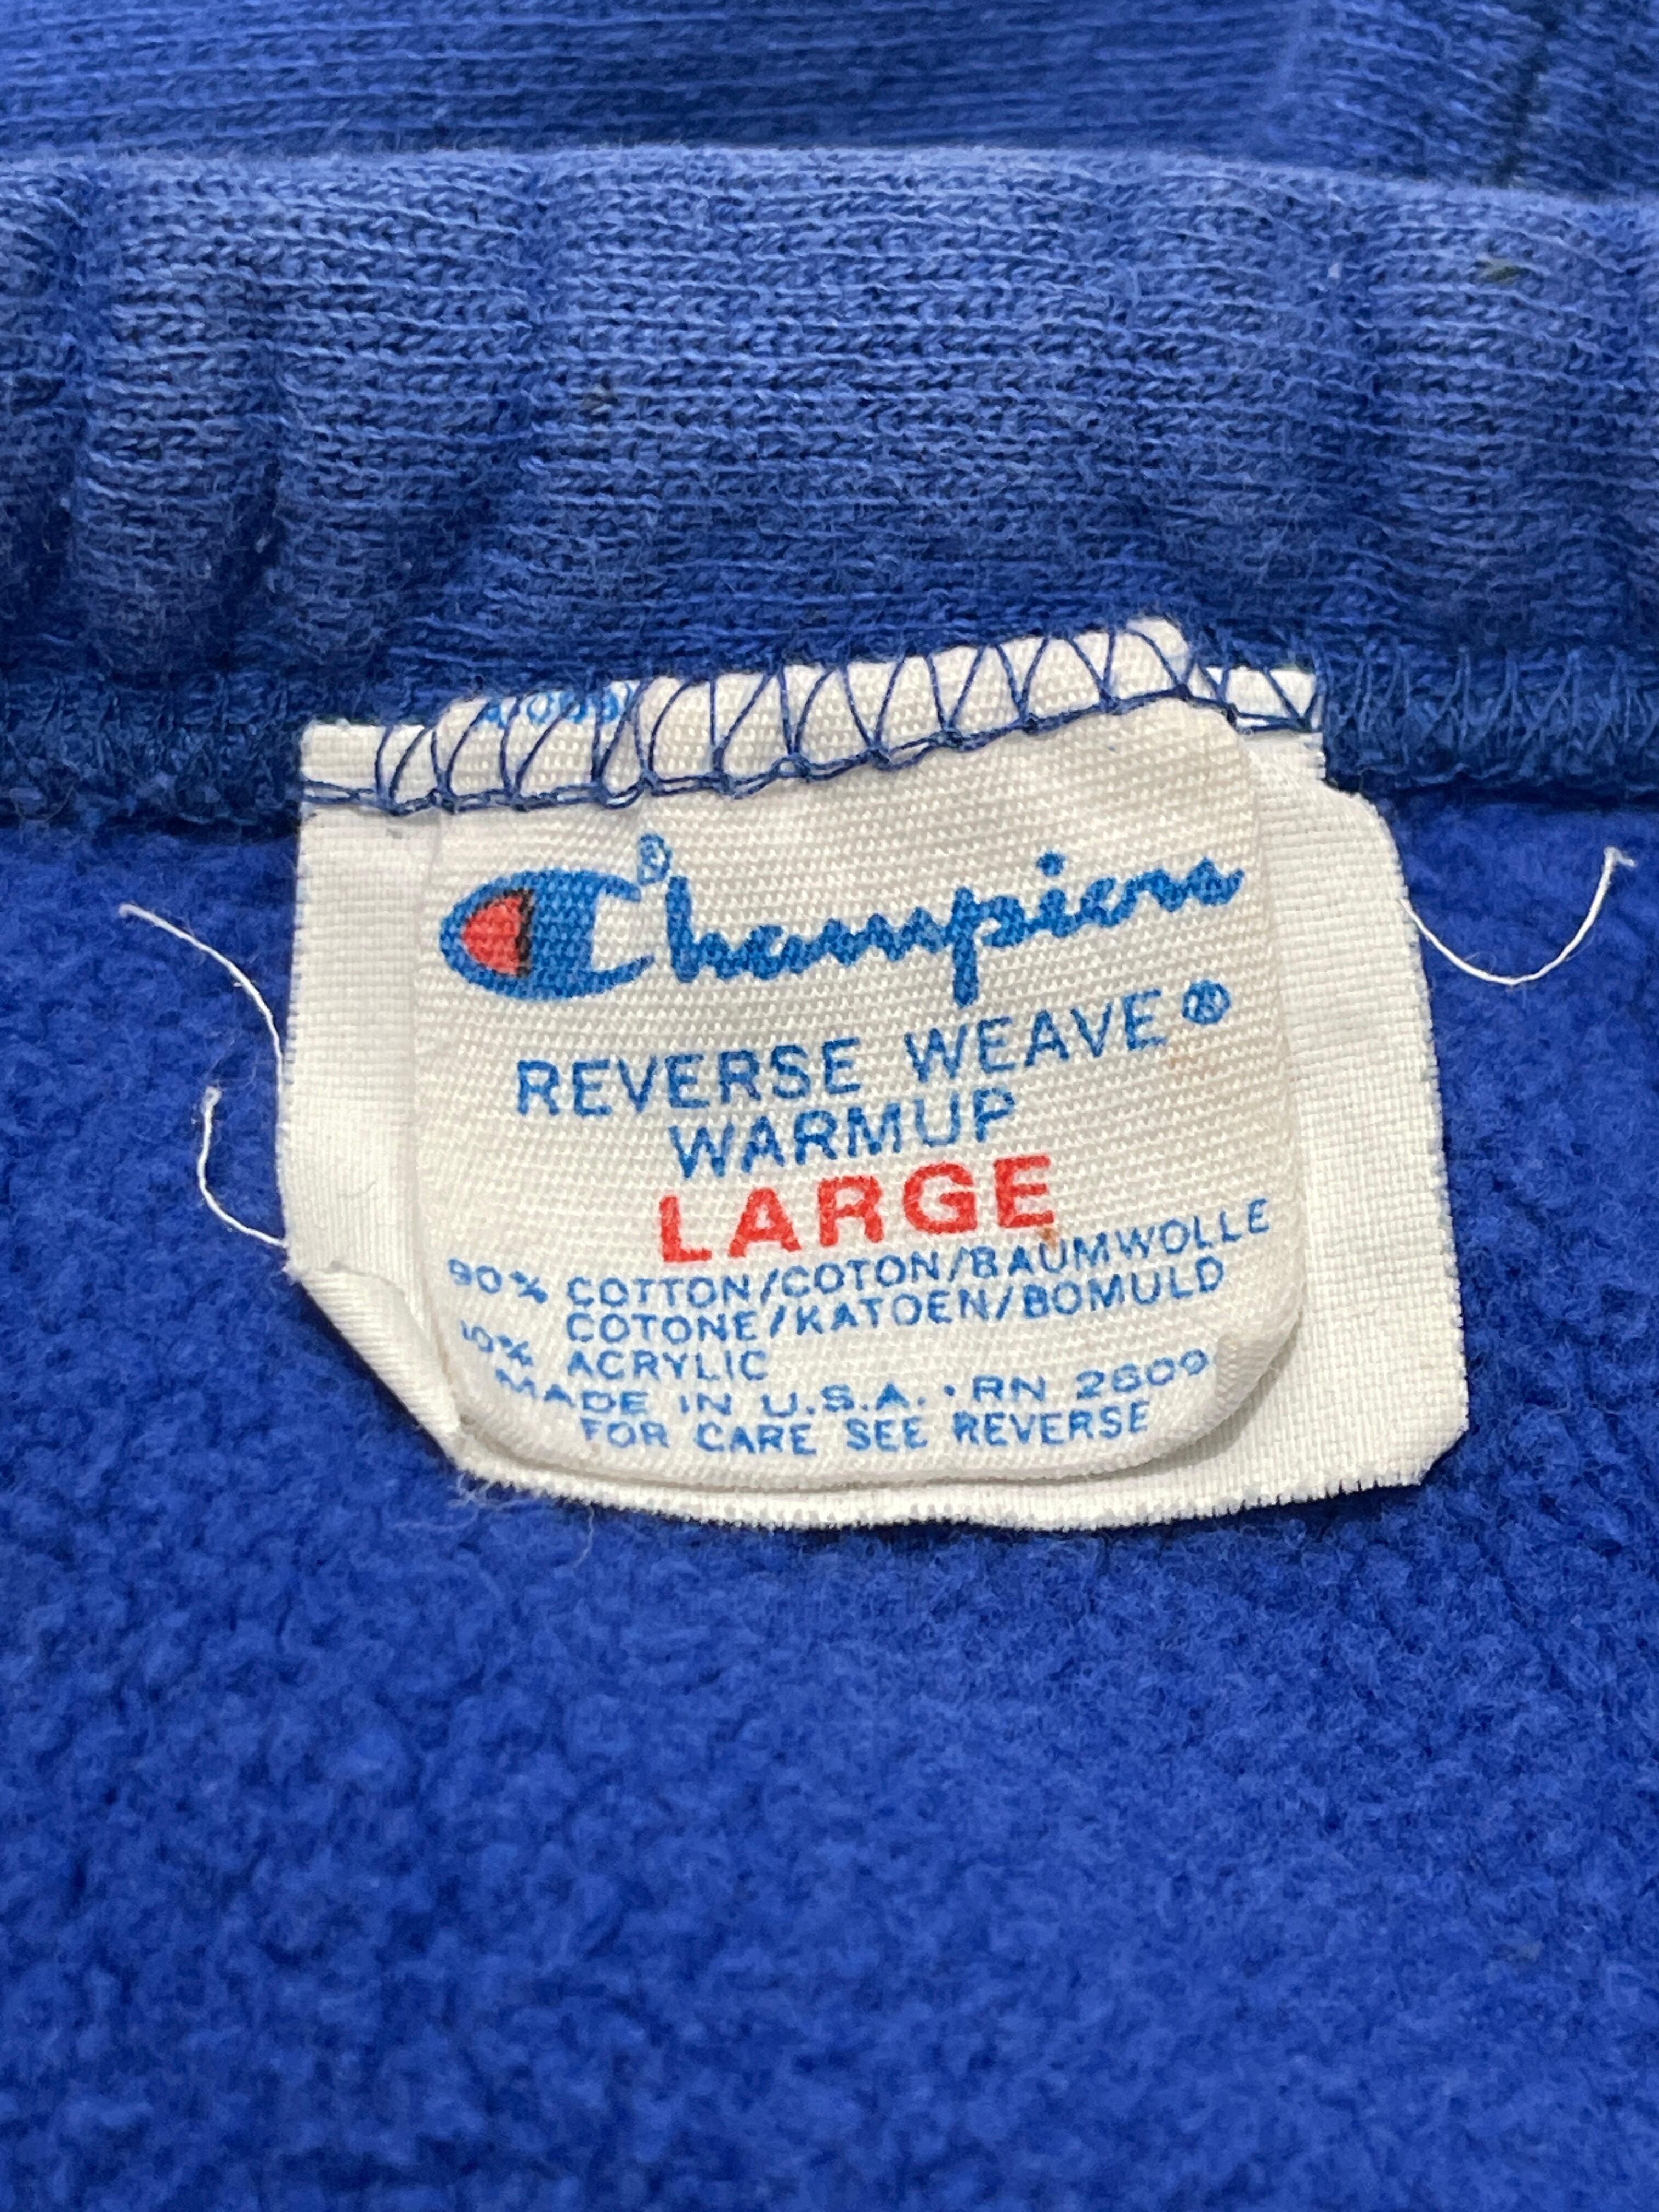 Champion®
REVERSE WEAVE®
WARMUP
LARGE
90% COTTON/COTON/BAUMWOLLE
COTONE/KATOEN/BOMULD
10% ACRYLIC
MADE IN U.S.A. • RN 26094
FOR CARE SEE REVERSE